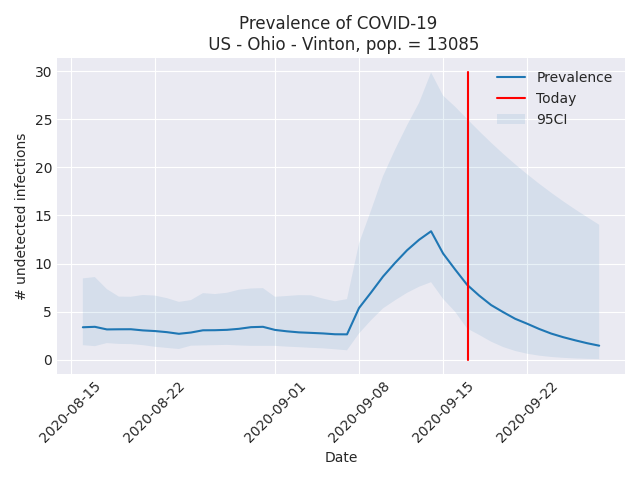 Prevalence of COVID-19
US - Ohio - Vinton, pop. = 13085
30
25
20
15
10
5
0
# undetected infections
Prevalence
Today
95CI
2020-08-15
2020-08-22
2020-09-01
2020-09-08
2020-09-15
2020-09-22
Date